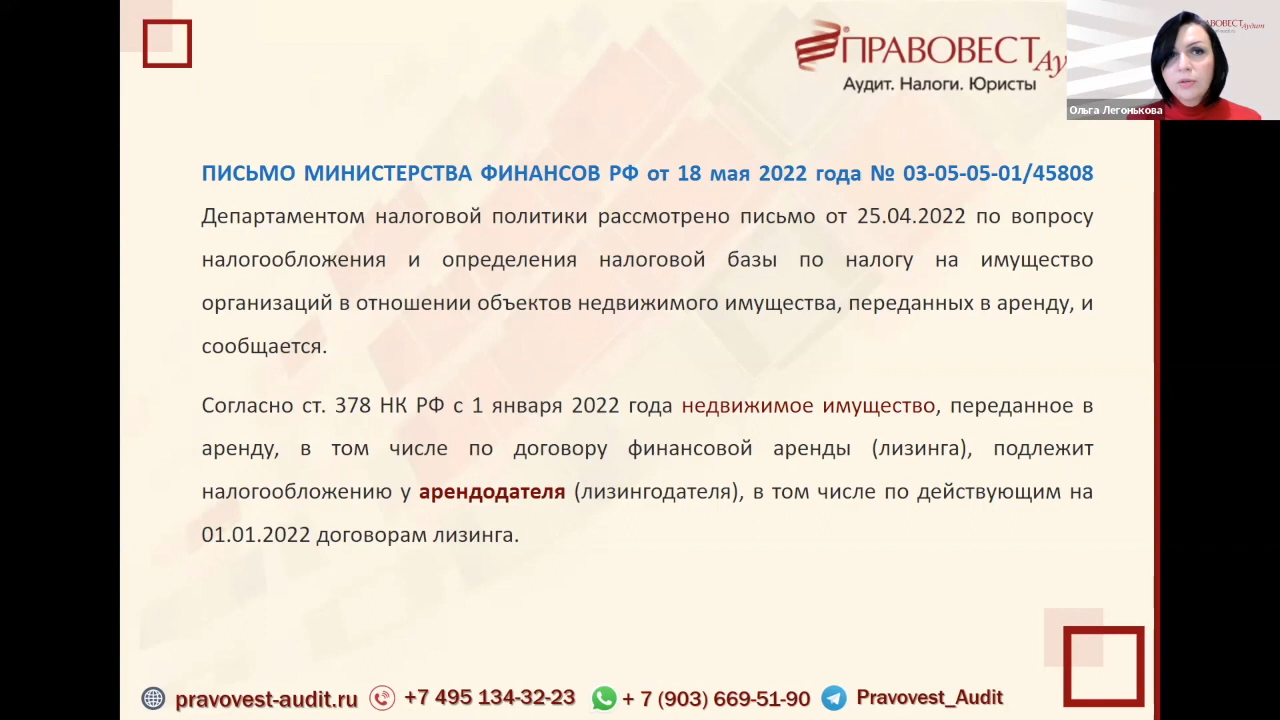 ПРАВОВЕСТ Ау
Аудит. Налоги. Юристы
Ольга Легонькова
ПИСЬМО МИНИСТЕРСТВА ФИНАНСОВ РФ от 18 мая 2022 года № 03-05-05-01/45808
Департаментом налоговой политики рассмотрено письмо от 25.04.2022 по вопросу
налогообложения и определения налоговой базы по налогу на имущество
организаций в отношении объектов недвижимого имущества, переданных в аренду, и
сообщается.
Согласно ст. 378 НК РФ с 1 января 2022 года недвижимое имущество, переданное в
аренду, в том числе по договору финансовой аренды (лизинга), подлежит
налогообложению у арендодателя (лизингодателя), в том числе по действующим на
01.01.2022 договорам лизинга.
pravovest-audit.ru +7 495 134-32-23 + 7 (903) 669-51-90 Pravovest_Audit